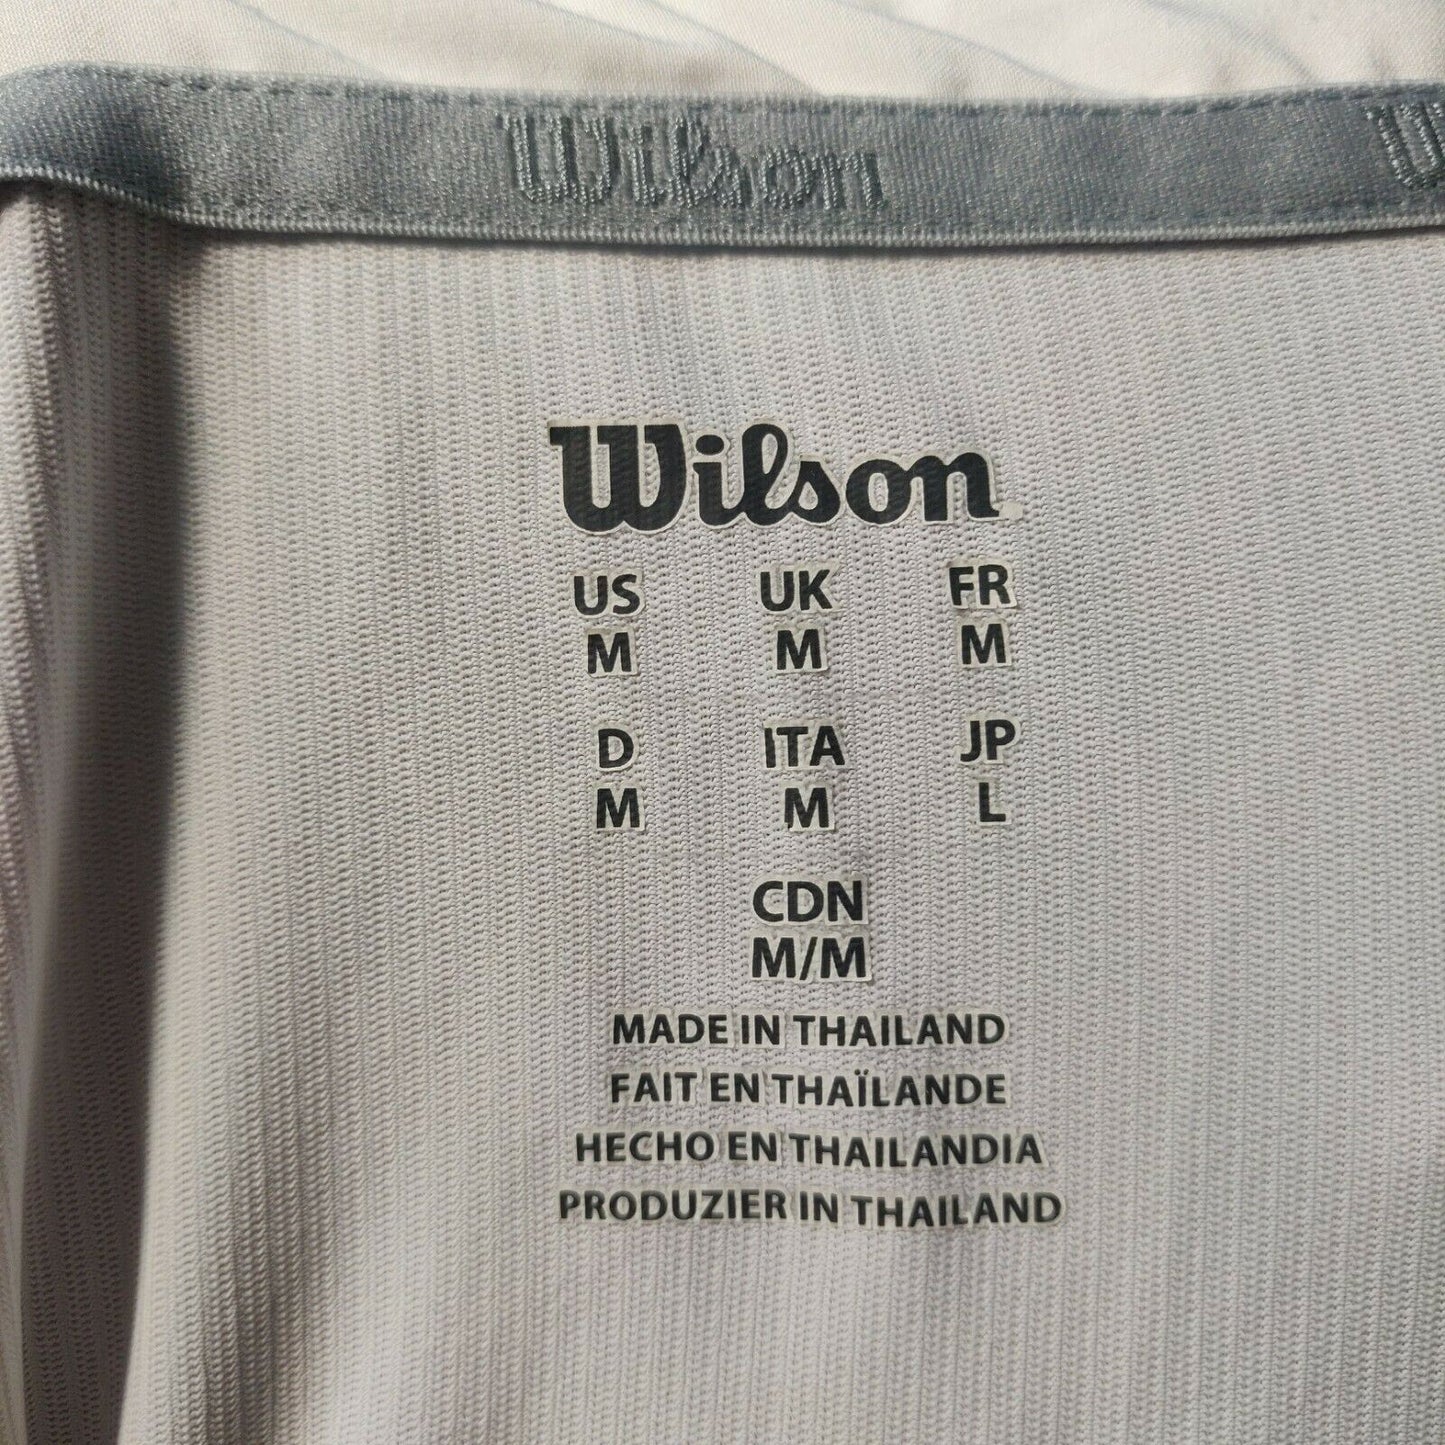 Wilson
Wilson
US UK FR
M M M
D ITA JP
M M L
CDN
M/M
MADE IN THAILAND
FAIT EN THAÏLANDE
HECHO EN THAILANDIA
PRODUZIER IN THAILAND